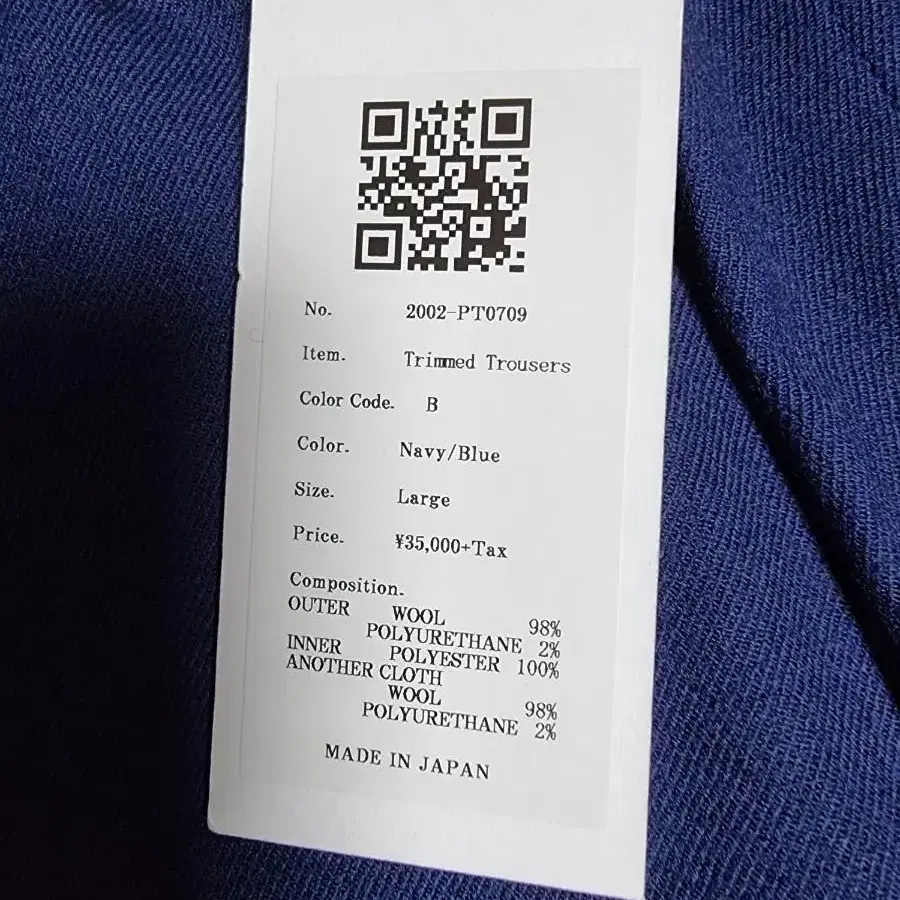 No. 2002-PT0709
Item. Trimmed Trousers
Color Code. B
Color. Navy/Blue
Size. Large
Price. ¥35,000+Tax
Composition.
OUTER WOOL 98%
POLYURETHANE 2%
INNER POLYESTER 100%
ANOTHER CLOTH
WOOL 98%
POLYURETHANE 2%
MADE IN JAPAN